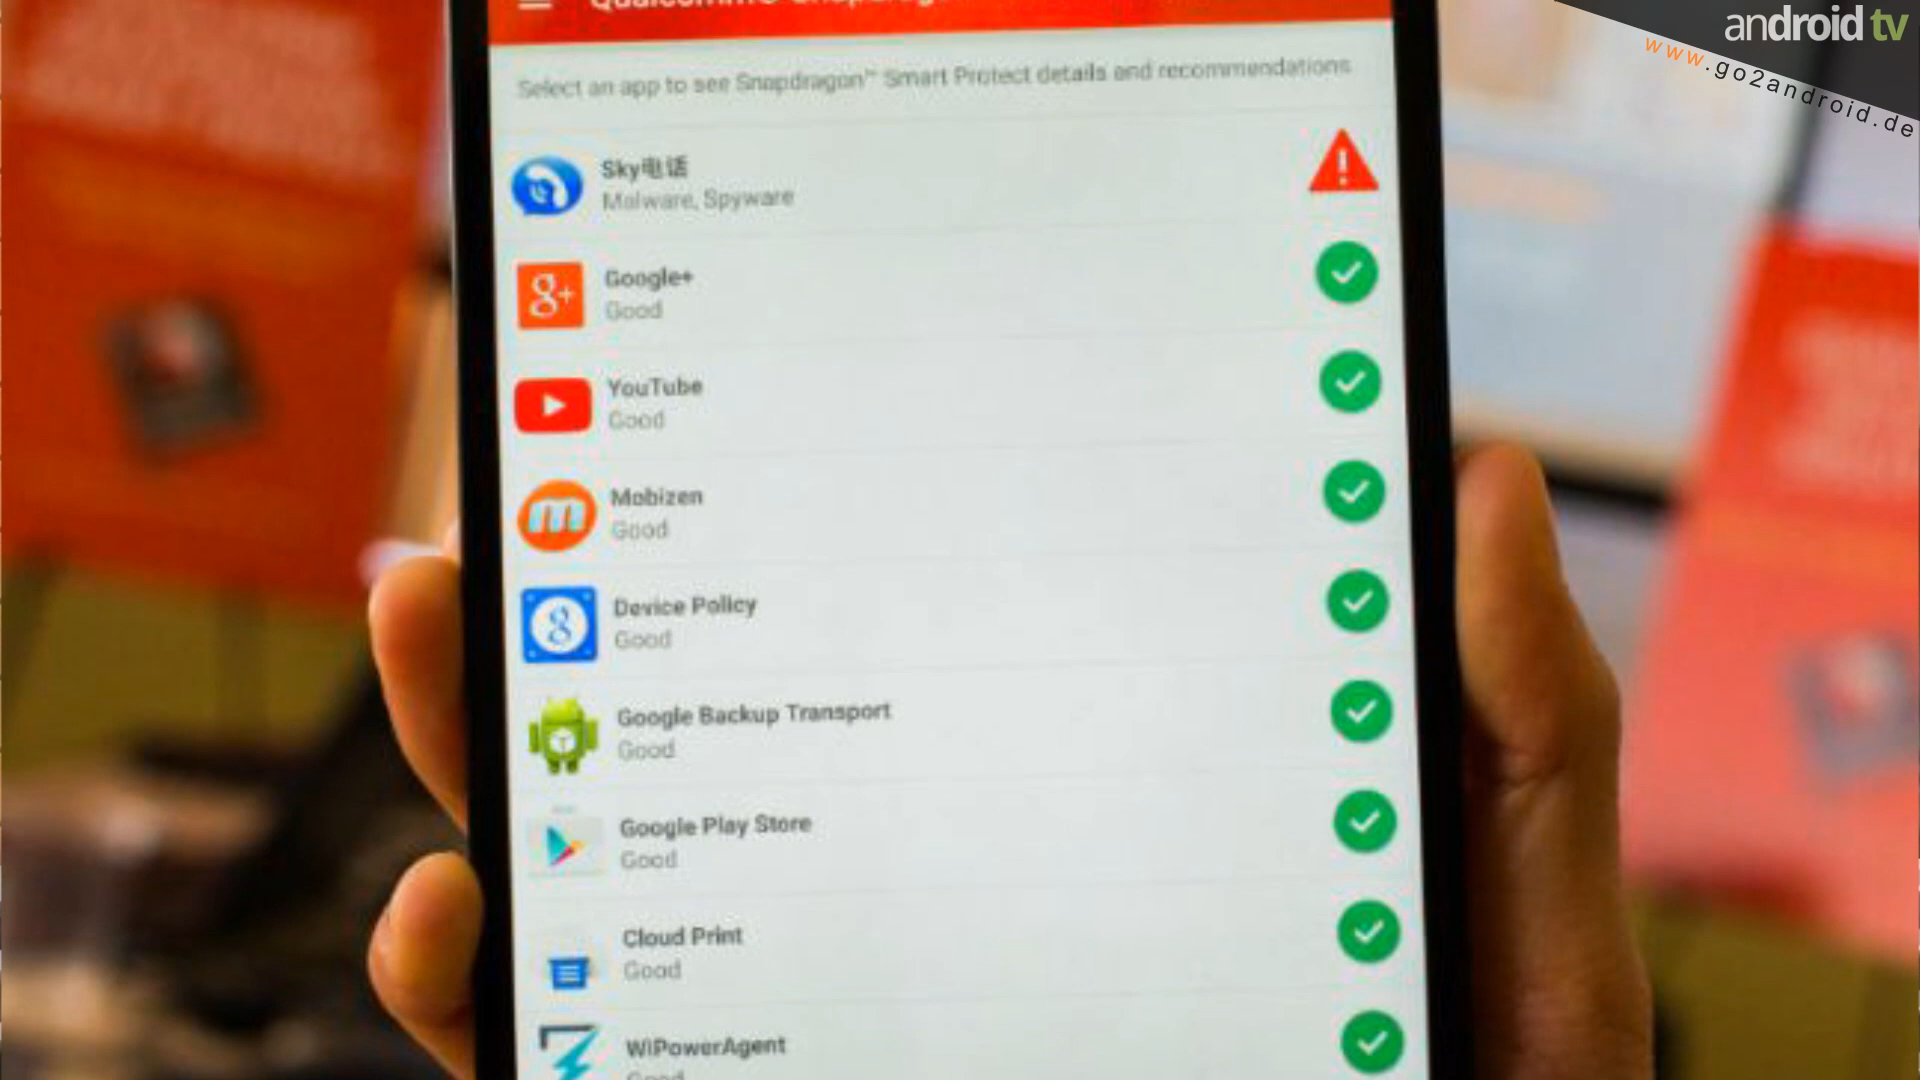 androidtv
www.go2android.de
Select an app to see Snapdragon™ Smart Protect details and recommendations
Sky电话
Malware, Spyware
Google+
Good
YouTube
Good
Mobizen
Good
Device Policy
Good
Google Backup Transport
Good
Google Play Store
Good
Cloud Print
Good
WiPowerAgent
Good